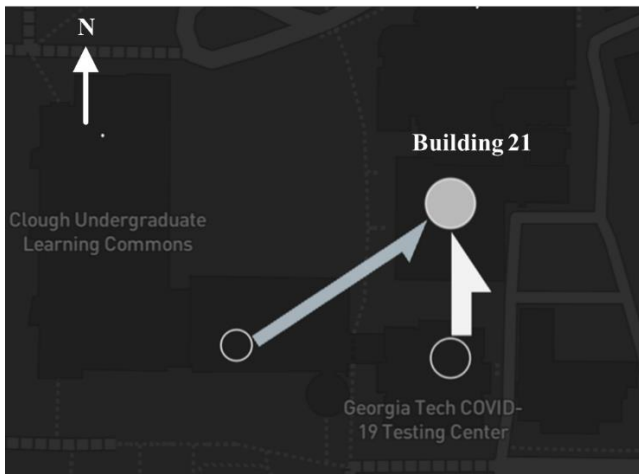 N
Building 21
Clough Undergraduate
Learning Commons
Georgia Tech COVID-
19 Testing Center